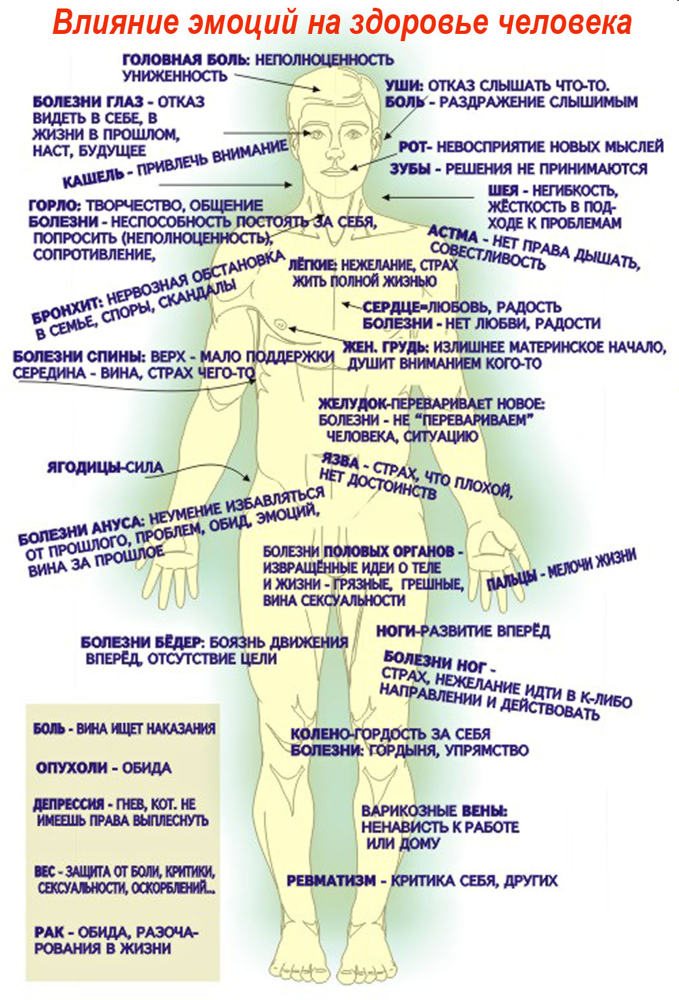 Влияние эмоций на здоровье человека
ГОЛОВНАЯ БОЛЬ: НЕПОЛНОЦЕННОСТЬ
УНИЖЕННОСТЬ
УШИ: ОТКАЗ СЛЫШАТЬ ЧТО-ТО.
БОЛЬ - РАЗДРАЖЕНИЕ СЛЫШИМЫМ
БОЛЕЗНИ ГЛАЗ - ОТКАЗ
ВИДЕТЬ В СЕБЕ, В
ЖИЗНИ В ПРОШЛОМ,
НАСТ, БУДУЩЕЕ
РОТ- НЕВОСПРИЯТИЕ НОВЫХ МЫСЛЕЙ
ЗУБЫ - РЕШЕНИЯ НЕ ПРИНИМАЮТСЯ
КАШЕЛЬ - ПРИВЛЕЧЬ ВНИМАНИЕ
ШЕЯ - НЕГИБКОСТЬ,
ЖЁСТКОСТЬ В ПОД-
ХОДЕ К ПРОБЛЕМАМ
ГОРЛО: ТВОРЧЕСТВО, ОБЩЕНИЕ
БОЛЕЗНИ - НЕСПОСОБНОСТЬ ПОСТОЯТЬ ЗА СЕБЯ,
ПОПРОСИТЬ (НЕПОЛНОЦЕННОСТЬ),
СОПРОТИВЛЕНИЕ,
АСТМА - НЕТ ПРАВА ДЫШАТЬ,
СОВЕСТЛИВОСТЬ
ЛЁГКИЕ: НЕЖЕЛАНИЕ, СТРАХ
ЖИТЬ ПОЛНОЙ ЖИЗНЬЮ
БРОНХИТ: НЕРВОЗНАЯ ОБСТАНОВКА
В СЕМЬЕ, СПОРЫ, СКАНДАЛЫ
СЕРДЦЕ=ЛЮБОВЬ, РАДОСТЬ
БОЛЕЗНИ - НЕТ ЛЮБВИ, РАДОСТИ
ЖЕН. ГРУДЬ: ИЗЛИШНЕЕ МАТЕРИНСКОЕ НАЧАЛО,
ДУШИТ ВНИМАНИЕМ КОГО-ТО
БОЛЕЗНИ СПИНЫ: ВЕРХ - МАЛО ПОДДЕРЖКИ
СЕРЕДИНА - ВИНА, СТРАХ ЧЕГО-ТО
ЖЕЛУДОК-ПЕРЕВАРИВАЕТ НОВОЕ:
БОЛЕЗНИ - НЕ “ПЕРЕВАРИВАЕМ”
ЧЕЛОВЕКА, СИТУАЦИЮ
ЯЗВА - СТРАХ, ЧТО ПЛОХОЙ,
НЕТ ДОСТОИНСТВ
ЯГОДИЦЫ-СИЛА
БОЛЕЗНИ АНУСА: НЕУМЕНИЕ ИЗБАВЛЯТЬСЯ
ОТ ПРОШЛОГО, ПРОБЛЕМ, ОБИД, ЭМОЦИЙ,
ВИНА ЗА ПРОШЛОЕ
БОЛЕЗНИ ПОЛОВЫХ ОРГАНОВ -
ИЗВРАЩЁННЫЕ ИДЕИ О ТЕЛЕ
И ЖИЗНИ - ГРЯЗНЫЕ, ГРЕШНЫЕ,
ВИНА СЕКСУАЛЬНОСТИ
ПАЛЬЦЫ - МЕЛОЧИ ЖИЗНИ
НОГИ-РАЗВИТИЕ ВПЕРЁД
БОЛЕЗНИ БЁДЕР: БОЯЗНЬ ДВИЖЕНИЯ
ВПЕРЁД, ОТСУТСТВИЕ ЦЕЛИ
БОЛЕЗНИ НОГ -
СТРАХ, НЕЖЕЛАНИЕ ИДТИ В К-ЛИБО
НАПРАВЛЕНИИ И ДЕЙСТВОВАТЬ
КОЛЕНО-ГОРДОСТЬ ЗА СЕБЯ
БОЛЕЗНИ: ГОРДЫНЯ, УПРЯМСТВО
ВАРИКОЗНЫЕ ВЕНЫ:
НЕНАВИСТЬ К РАБОТЕ
ИЛИ ДОМУ
РЕВМАТИЗМ - КРИТИКА СЕБЯ, ДРУГИХ
БОЛЬ - ВИНА ИЩЕТ НАКАЗАНИЯ
ОПУХОЛИ - ОБИДА
ДЕПРЕССИЯ - ГНЕВ, КОТ. НЕ
ИМЕЕШЬ ПРАВА ВЫПЛЕСНУТЬ
ВЕС - ЗАЩИТА ОТ БОЛИ, КРИТИКИ,
СЕКСУАЛЬНОСТИ, ОСКОРБЛЕНИЙ...
РАК - ОБИДА, РАЗОЧА-
РОВАНИЯ В ЖИЗНИ